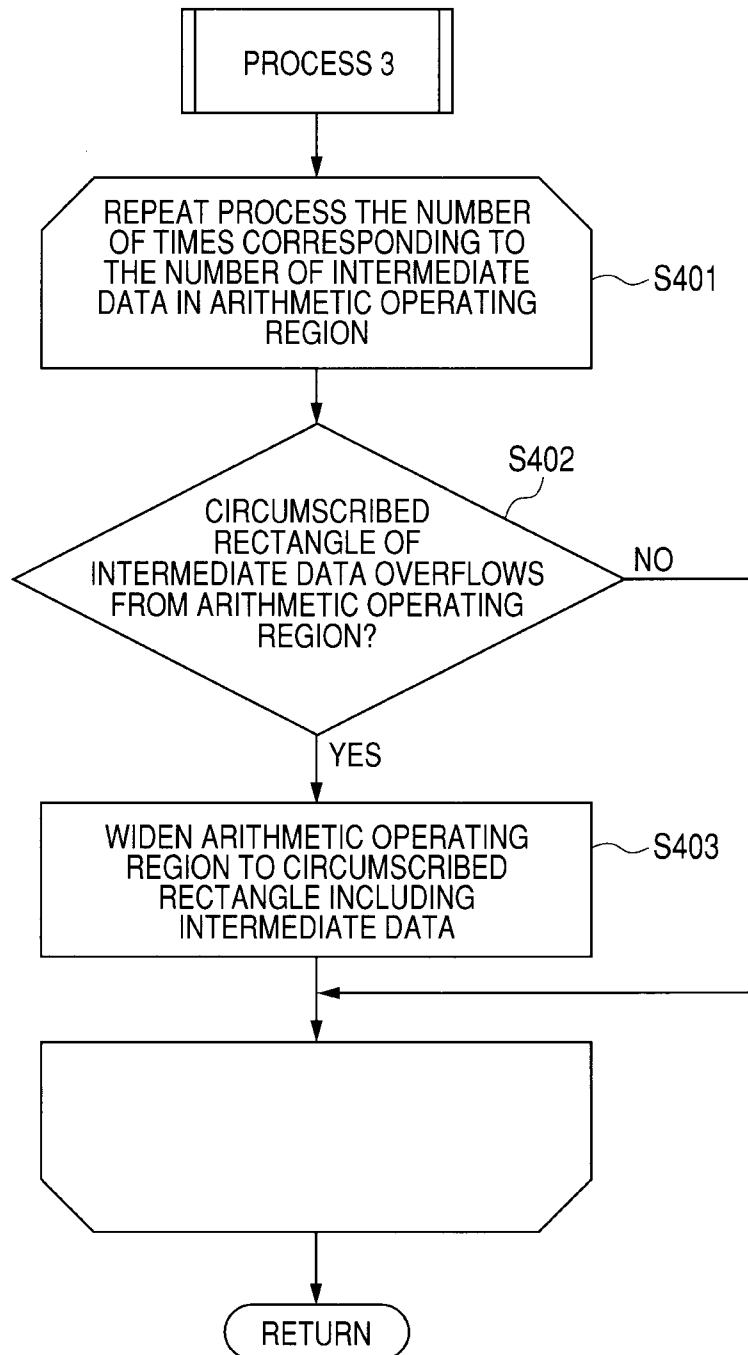 PROCESS 3
REPEAT PROCESS THE NUMBER
OF TIMES CORRESPONDING TO
THE NUMBER OF INTERMEDIATE
DATA IN ARITHMETIC OPERATING
REGION
S401
S402
CIRCUMSCRIBED
RECTANGLE OF
INTERMEDIATE DATA OVERFLOWS
FROM ARITHMETIC OPERATING
REGION?
NO
YES
WIDEN ARITHMETIC OPERATING
REGION TO CIRCUMSCRIBED
RECTANGLE INCLUDING
INTERMEDIATE DATA
S403
RETURN